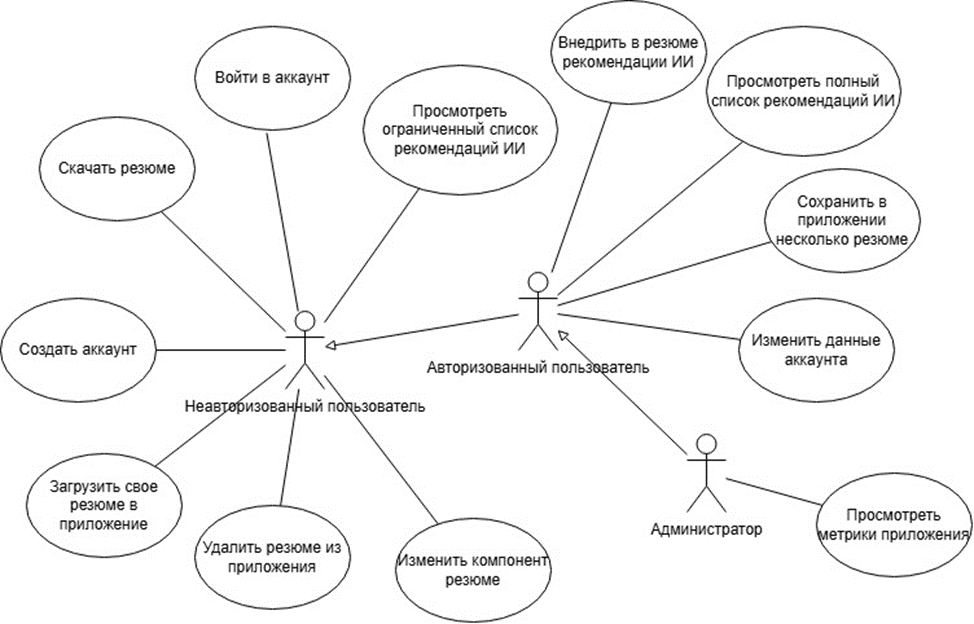 Войти в аккаунт
Внедрить в резюме
рекомендации ИИ
Просмотреть полный
список рекомендаций ИИ
Просмотреть
ограниченный список
рекомендаций ИИ
Скачать резюме
Сохранить в
приложении
несколько резюме
Создать аккаунт
Изменить данные
аккаунта
Авторизованный пользователь
Неавторизованный пользователь
Загрузить свое
резюме в
приложение
Удалить резюме из
приложения
Изменить компонент
резюме
Администратор
Просмотреть
метрики приложения